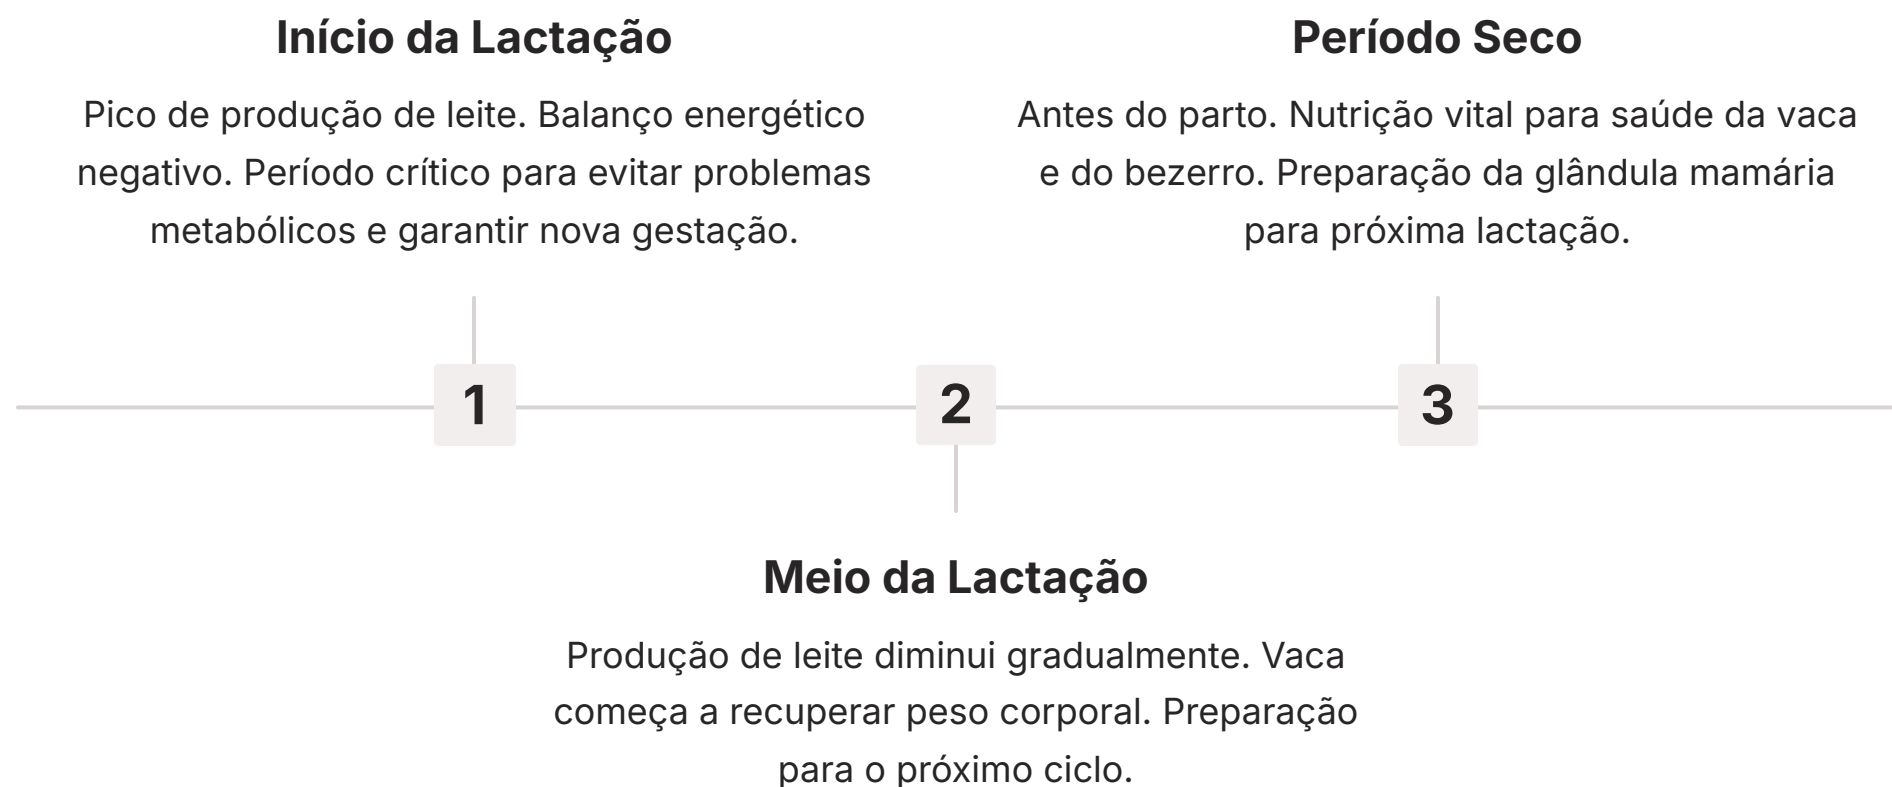 Início da Lactação
Pico de produção de leite. Balanço energético
negativo. Período crítico para evitar problemas
metabólicos e garantir nova gestação.
Período Seco
Antes do parto. Nutrição vital para saúde da vaca
e do bezerro. Preparação da glândula mamária
para próxima lactação.
1
2
3
Meio da Lactação
Produção de leite diminui gradualmente. Vaca
começa a recuperar peso corporal. Preparação
para o próximo ciclo.